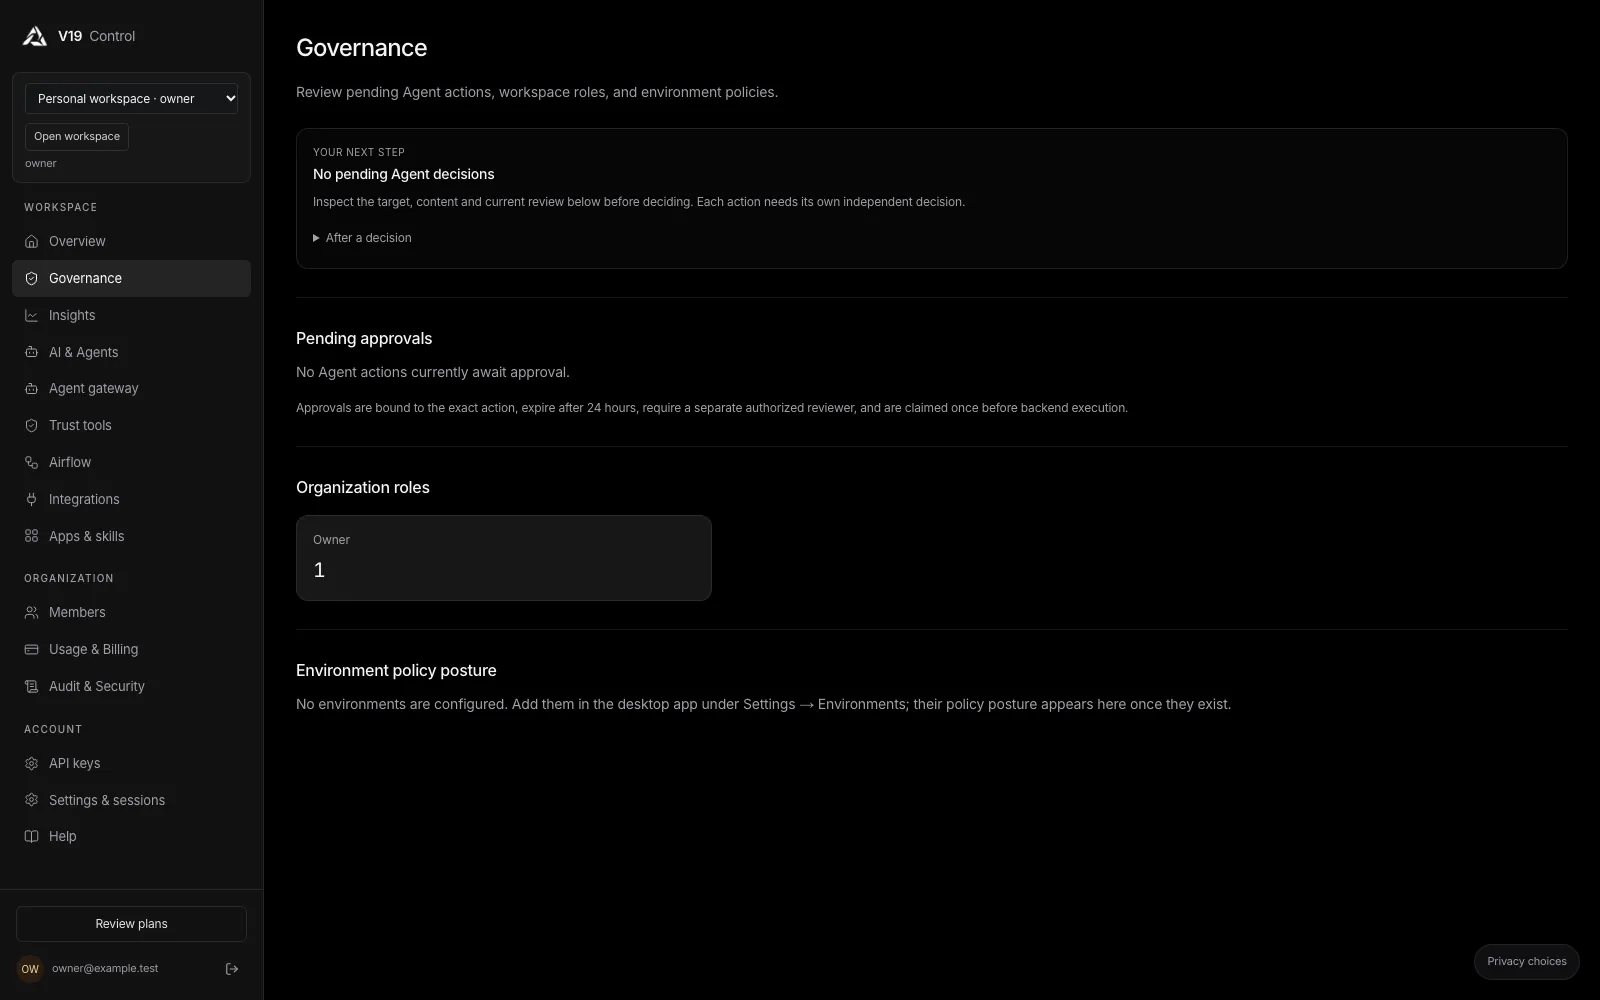 V19 Control
Personal workspace · owner
Open workspace
owner
WORKSPACE
Overview
Governance
Insights
AI & Agents
Agent gateway
Trust tools
Airflow
Integrations
Apps & skills
ORGANIZATION
Members
Usage & Billing
Audit & Security
ACCOUNT
API keys
Settings & sessions
Help
Review plans
OW owner@example.test
Governance
Review pending Agent actions, workspace roles, and environment policies.
YOUR NEXT STEP
No pending Agent decisions
Inspect the target, content and current review below before deciding. Each action needs its own independent decision.
After a decision
Pending approvals
No Agent actions currently await approval.
Approvals are bound to the exact action, expire after 24 hours, require a separate authorized reviewer, and are claimed once before backend execution.
Organization roles
Owner
1
Environment policy posture
No environments are configured. Add them in the desktop app under Settings → Environments; their policy posture appears here once they exist.
Privacy choices